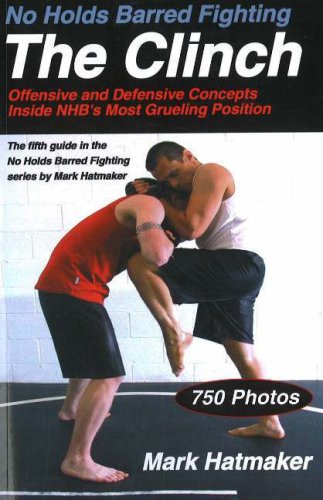 No Holds Barred Fighting
The Clinch
Offensive and Defensive Concepts
Inside NHB's Most Grueling Position
The fifth guide in the
No Holds Barred Fighting
series by Mark Hatmaker
750 Photos
Mark Hatmaker